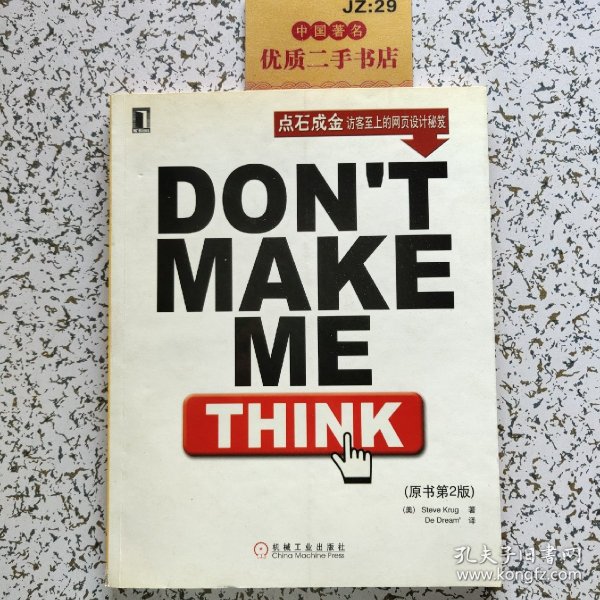 JZ:29
中国著名
优质二手书店
点石成金 访客至上的网页设计秘笈
DON'T
MAKE
ME
THINK
(原书第2版)
(美) Steve Krug 著
De Dream' 译
机械工业出版社
China Machine Press
孔夫子旧书网
www.kongfz.com